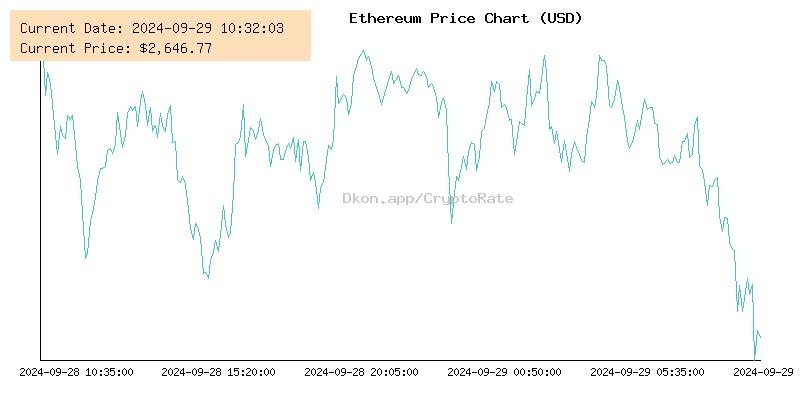 Ethereum Price Chart (USD)
Current Date: 2024-09-29 10:32:03
Current Price: $2,646.77
Dkon.app/CryptoRate
2024-09-28 10:35:00 2024-09-28 15:20:00 2024-09-28 20:05:00 2024-09-29 00:50:00 2024-09-29 05:35:00 2024-09-29